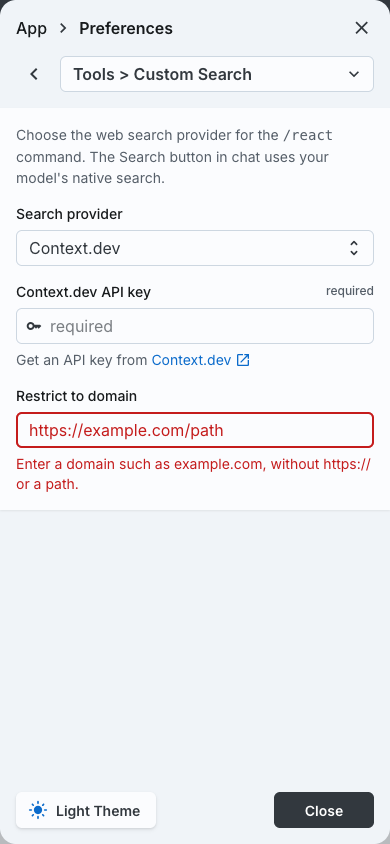 App > Preferences
Tools > Custom Search
Choose the web search provider for the /react
command. The Search button in chat uses your
model's native search.
Search provider
Context.dev
Context.dev API key required
required
Get an API key from Context.dev
Restrict to domain
https://example.com/path
Enter a domain such as example.com, without https://
or a path.
Light Theme Close